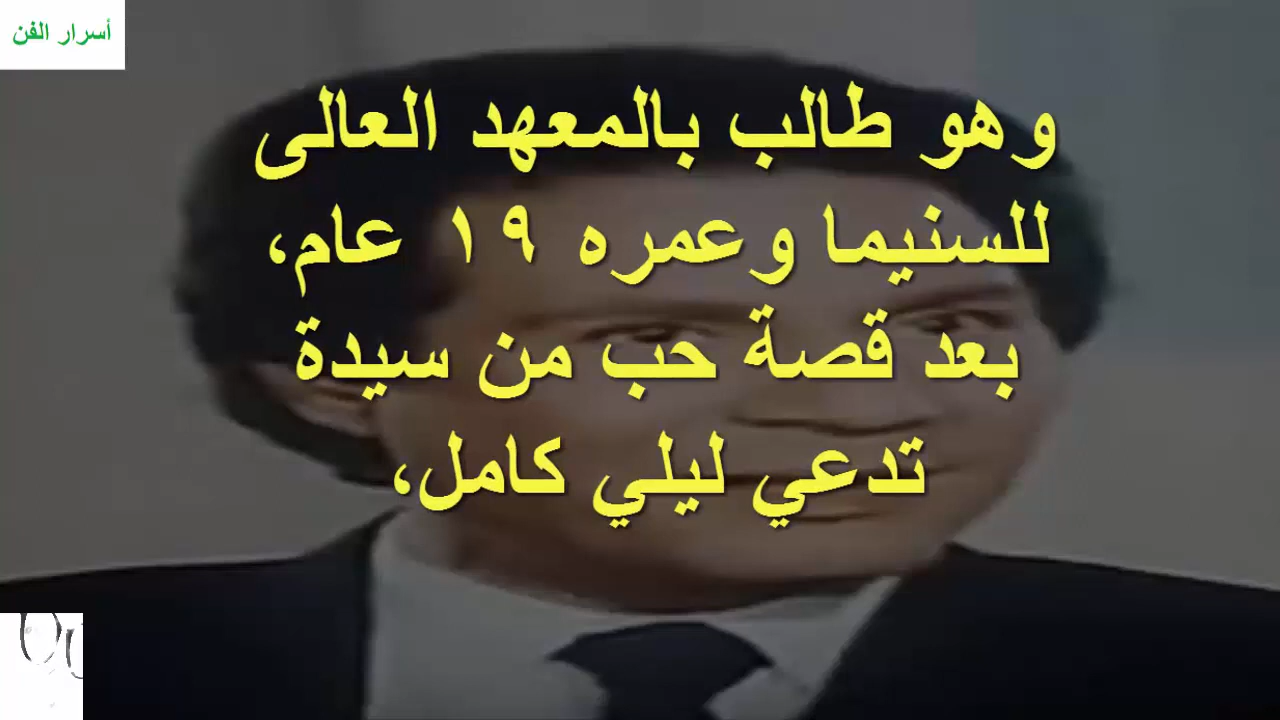 أسرار الفن
وهو طالب بالمعهد العالى
للسنيما وعمره ١٩ عام،
بعد قصة حب من سيدة
تدعي ليلي كامل،